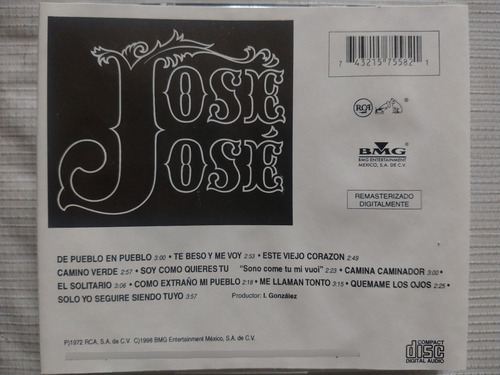 JOSÉ
JOSÉ
7 43215 75582 1
RCA
BMG
BMG ENTERTAINMENT
MEXICO, S.A. DE C.V.
REMASTERIZADO
DIGITALMENTE
DE PUEBLO EN PUEBLO 3:00 · TE BESO Y ME VOY 2:53 · ESTE VIEJO CORAZON 2:49
CAMINO VERDE 2:57 · SOY COMO QUIERES TU "Sono come tu mi vuoi" 2:23 · CAMINA CAMINADOR 3:00 ·
EL SOLITARIO 3:06 · COMO EXTRAÑO MI PUEBLO 2:18 · ME LLAMAN TONTO 3:15 · QUEMAME LOS OJOS 2:25 ·
SOLO YO SEGUIRE SIENDO TUYO 3:57 Productor: I. González
P)1972 RCA, S.A. de C.V. C)1998 BMG Entertainment México, S.A. de C.V.
COMPACT
disc
DIGITAL AUDIO